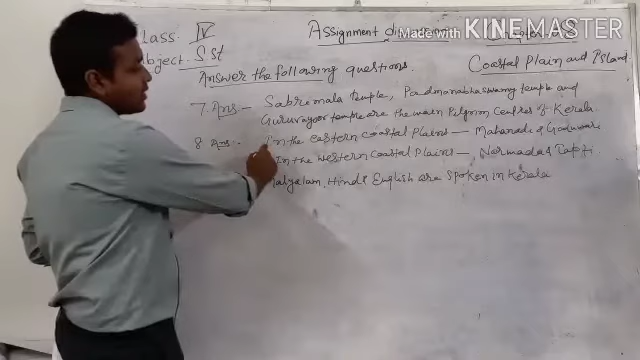 Class. IV
Assignment
Made with KINEMASTER
Subject. S.st
Coastal Plain and Island
Answer the following questions.
7. Ans - Sabremala temple, Padmanabhaswamy temple and
Guruvayoor temple are the main Pilgrim Centres of Kerala.
8 Ans - In the eastern coastal plains - Mahanadi & Godavari
In the western coastal plains - Narmada & Tapti.
Malyalam, Hindi English are spoken in Kerala